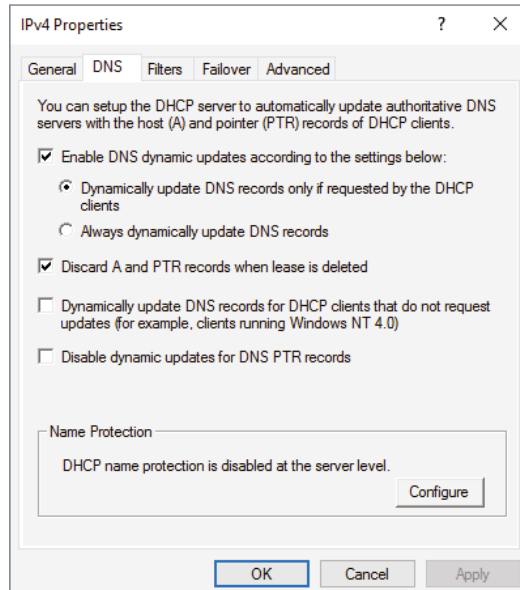 IPv4 Properties ? X
General DNS Filters Failover Advanced
You can setup the DHCP server to automatically update authoritative DNS
servers with the host (A) and pointer (PTR) records of DHCP clients.
Enable DNS dynamic updates according to the settings below:
Dynamically update DNS records only if requested by the DHCP
clients
Always dynamically update DNS records
Discard A and PTR records when lease is deleted
Dynamically update DNS records for DHCP clients that do not request
updates (for example, clients running Windows NT 4.0)
Disable dynamic updates for DNS PTR records
Name Protection
DHCP name protection is disabled at the server level.
Configure
OK Cancel Apply